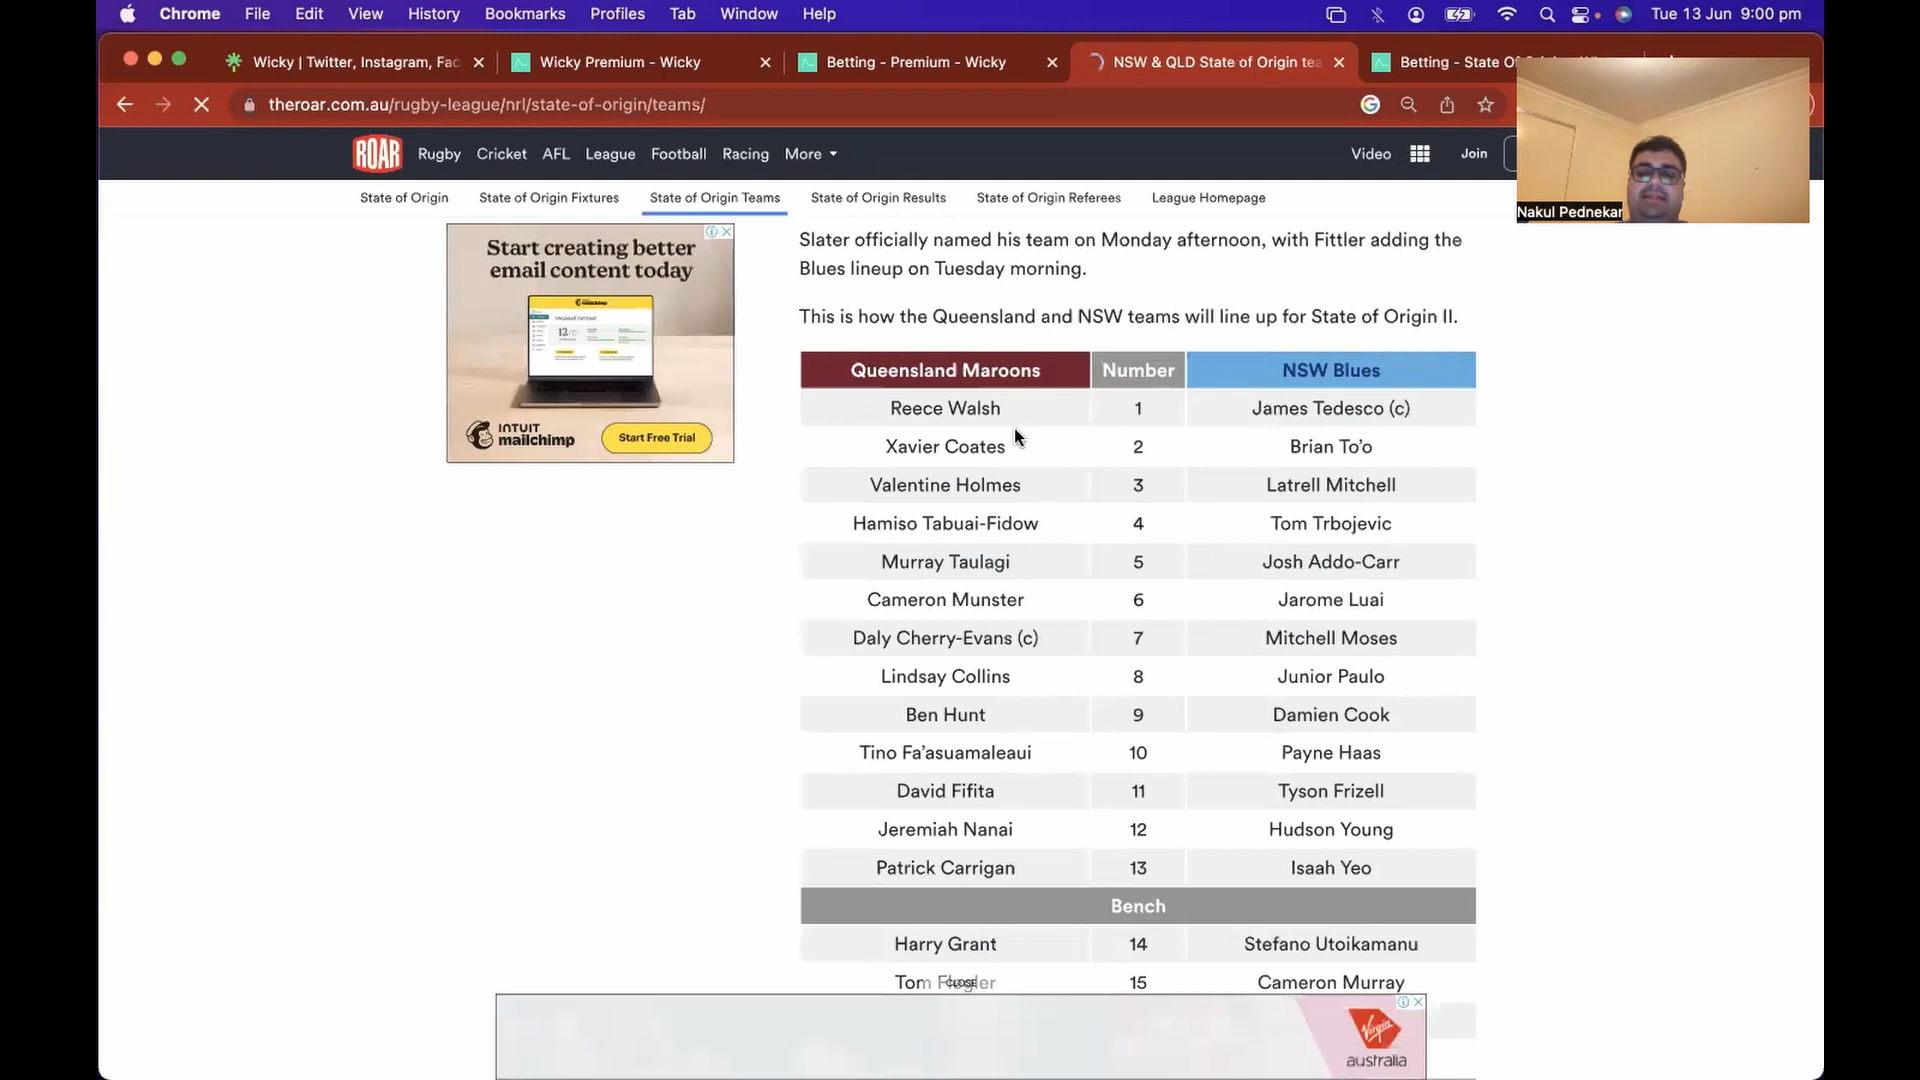 Chrome File Edit View History Bookmarks Profiles Tab Window Help Tue 13 Jun 9:00 pm
Wicky | Twitter, Instagram, Fac Wicky Premium - Wicky Betting - Premium - Wicky NSW & QLD State of Origin tea Betting - State O
theroar.com.au/rugby-league/nrl/state-of-origin/teams/
ROAR Rugby Cricket AFL League Football Racing More Video Join
State of Origin State of Origin Fixtures State of Origin Teams State of Origin Results State of Origin Referees League Homepage
Nakul Pednekar
Start creating better
email content today
INTUIT
mailchimp
Start Free Trial
Slater officially named his team on Monday afternoon, with Fittler adding the
Blues lineup on Tuesday morning.
This is how the Queensland and NSW teams will line up for State of Origin II.
Queensland Maroons Number NSW Blues
Reece Walsh 1 James Tedesco (c)
Xavier Coates 2 Brian To’o
Valentine Holmes 3 Latrell Mitchell
Hamiso Tabuai-Fidow 4 Tom Trbojevic
Murray Taulagi 5 Josh Addo-Carr
Cameron Munster 6 Jarome Luai
Daly Cherry-Evans (c) 7 Mitchell Moses
Lindsay Collins 8 Junior Paulo
Ben Hunt 9 Damien Cook
Tino Fa’asuamaleaui 10 Payne Haas
David Fifita 11 Tyson Frizell
Jeremiah Nanai 12 Hudson Young
Patrick Carrigan 13 Isaah Yeo
Bench
Harry Grant 14 Stefano Utoikamanu
Tom 15 Cameron Murray
CLOSE
australia